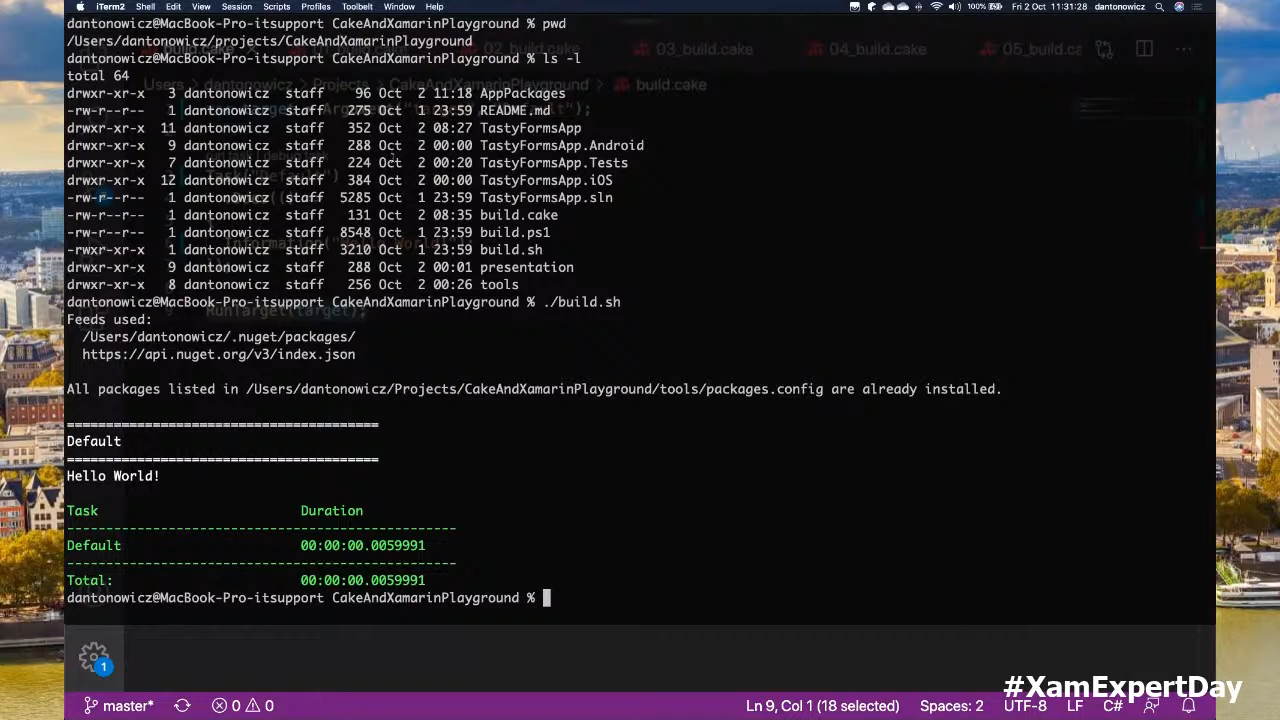 iTerm2 Shell Edit View Session Scripts Profiles Toolbelt Window Help 100% Fri 2 Oct 11:31:28 dantonowicz
dantonowicz@MacBook-Pro-itsupport CakeAndXamarinPlayground % pwd
/Users/dantonowicz/projects/CakeAndXamarinPlayground
build.cake 02_build.cake 03_build.cake 04_build.cake 05_build.ca
dantonowicz@MacBook-Pro-itsupport CakeAndXamarinPlayground % ls -l
total 64
Users dantonowicz Projects CakeAndXamarinPlayground build.cake
drwxr-xr-x 3 dantonowicz staff 96 Oct 2 11:18 AppPackages
-rw-r--r-- 1 dantonowicz staff 275 Oct 1 23:59 README.md
drwxr-xr-x 11 dantonowicz staff 352 Oct 2 08:27 TastyFormsApp
drwxr-xr-x 9 dantonowicz staff 288 Oct 2 00:00 TastyFormsApp.Android
drwxr-xr-x 7 dantonowicz staff 224 Oct 2 00:20 TastyFormsApp.Tests
drwxr-xr-x 12 dantonowicz staff 384 Oct 2 00:00 TastyFormsApp.iOS
-rw-r--r-- 1 dantonowicz staff 5285 Oct 1 23:59 TastyFormsApp.sln
-rw-r--r-- 1 dantonowicz staff 131 Oct 2 08:35 build.cake
-rwxr-xr-x 1 dantonowicz staff 8548 Oct 1 23:59 build.ps1
-rwxr-xr-x 1 dantonowicz staff 3210 Oct 1 23:59 build.sh
drwxr-xr-x 9 dantonowicz staff 288 Oct 2 00:01 presentation
drwxr-xr-x 8 dantonowicz staff 256 Oct 2 00:26 tools
dantonowicz@MacBook-Pro-itsupport CakeAndXamarinPlayground % ./build.sh
RunTarget(target);
Feeds used:
/Users/dantonowicz/.nuget/packages/
https://api.nuget.org/v3/index.json
All packages listed in /Users/dantonowicz/Projects/CakeAndXamarinPlayground/tools/packages.config are already installed.
========================================
Default
========================================
Hello World!
Task Duration
--------------------------------------------------
Default 00:00:00.0059991
--------------------------------------------------
Total: 00:00:00.0059991
dantonowicz@MacBook-Pro-itsupport CakeAndXamarinPlayground %
1
#XamExpertDay
master* 0 0 Ln 9, Col 1 (18 selected) Spaces: 2 UTF-8 LF C#